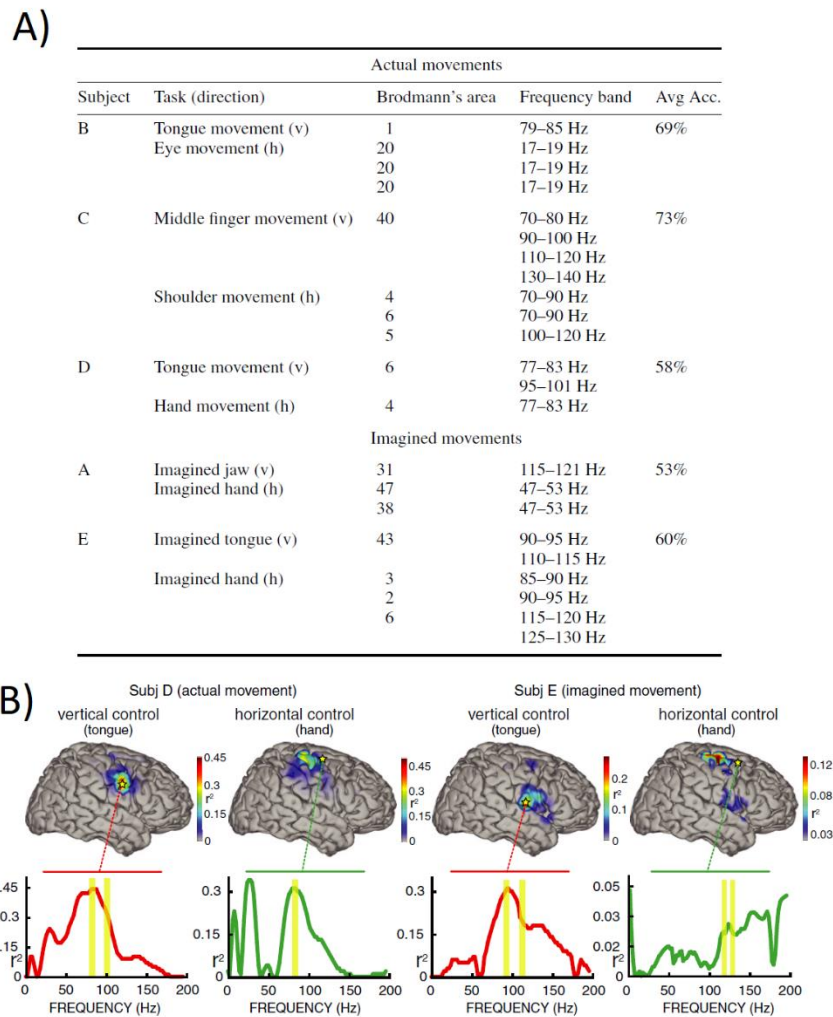 A)
Actual movements
Subject Task (direction) Brodmann's area Frequency band Avg Acc.
B Tongue movement (v) 1 79–85 Hz 69%
Eye movement (h) 20 17–19 Hz
20 17–19 Hz
20 17–19 Hz
C Middle finger movement (v) 40 70–80 Hz 73%
90–100 Hz
110–120 Hz
130–140 Hz
Shoulder movement (h) 4 70–90 Hz
6 70–90 Hz
5 100–120 Hz
D Tongue movement (v) 6 77–83 Hz 58%
95–101 Hz
Hand movement (h) 4 77–83 Hz
Imagined movements
A Imagined jaw (v) 31 115–121 Hz 53%
Imagined hand (h) 47 47–53 Hz
38 47–53 Hz
E Imagined tongue (v) 43 90–95 Hz 60%
110–115 Hz
Imagined hand (h) 3 85–90 Hz
2 90–95 Hz
6 115–120 Hz
125–130 Hz
B)
Subj D (actual movement) Subj E (imagined movement)
vertical control horizontal control vertical control horizontal control
(tongue) (hand) (tongue) (hand)
0.45 0.45 0.2 0.12
0.3 0.3 0.08
r² r² r² r²
0.15 0.15 0.1 0.03
0 0 0
0.45 0.3 0.3 0.05
0.3 0.03
0.15 0.15 0.15 0.02
r² r² r² r²
0 0 0 0
0 50 100 150 200 0 50 100 150 200 0 50 100 150 200 0 50 100 150 200
FREQUENCY (Hz) FREQUENCY (Hz) FREQUENCY (Hz) FREQUENCY (Hz)